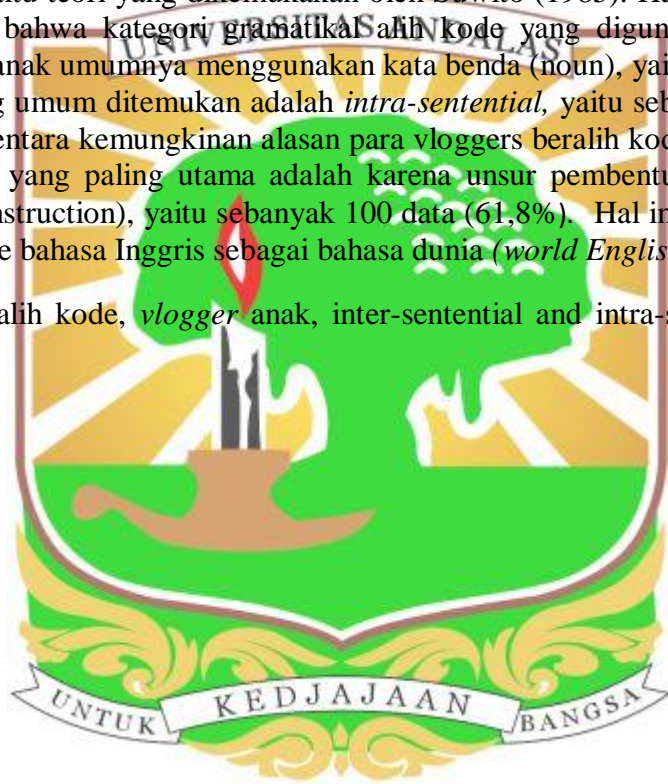 itu teori yang dikemukakan oleh Suwito (1983). H
bahwa kategori gramatikal alih kode yang digun
UNIVERSITAS ANDALAS
anak umumnya menggunakan kata benda (noun), yai
g umum ditemukan adalah intra-sentential, yaitu seb
entara kemungkinan alasan para vloggers beralih kod
yang paling utama adalah karena unsur pembentu
nstruction), yaitu sebanyak 100 data (61,8%). Hal in
e bahasa Inggris sebagai bahasa dunia (world Englis
alih kode, vlogger anak, inter-sentential and intra-s
UNTUK KEDJAJAAN BANGSA